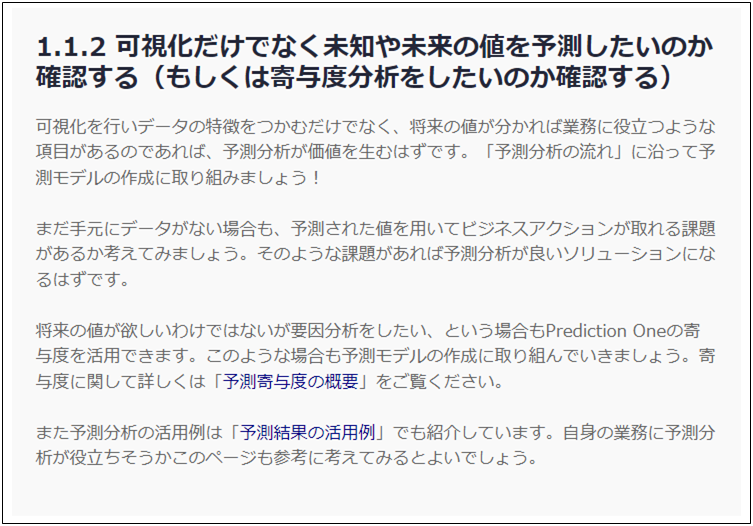 1.1.2 可視化だけでなく未知や未来の値を予測したいのか
確認する（もしくは寄与度分析をしたいのか確認する）
可視化を行いデータの特徴をつかむだけでなく、将来の値が分かれば業務に役立つような
項目があるのであれば、予測分析が価値を生むはずです。「予測分析の流れ」に沿って予
測モデルの作成に取り組みましょう！
まだ手元にデータがない場合も、予測された値を用いてビジネスアクションが取れる課題
があるか考えてみましょう。そのような課題があれば予測分析が良いソリューションにな
るはずです。
将来の値が欲しいわけではないが要因分析をしたい、という場合もPrediction Oneの寄
与度を活用できます。このような場合も予測モデルの作成に取り組んでいきましょう。寄
与度に関して詳しくは「予測寄与度の概要」をご覧ください。
また予測分析の活用例は「予測結果の活用例」でも紹介しています。自身の業務に予測分
析が役立ちそうかこのページも参考に考えてみるとよいでしょう。